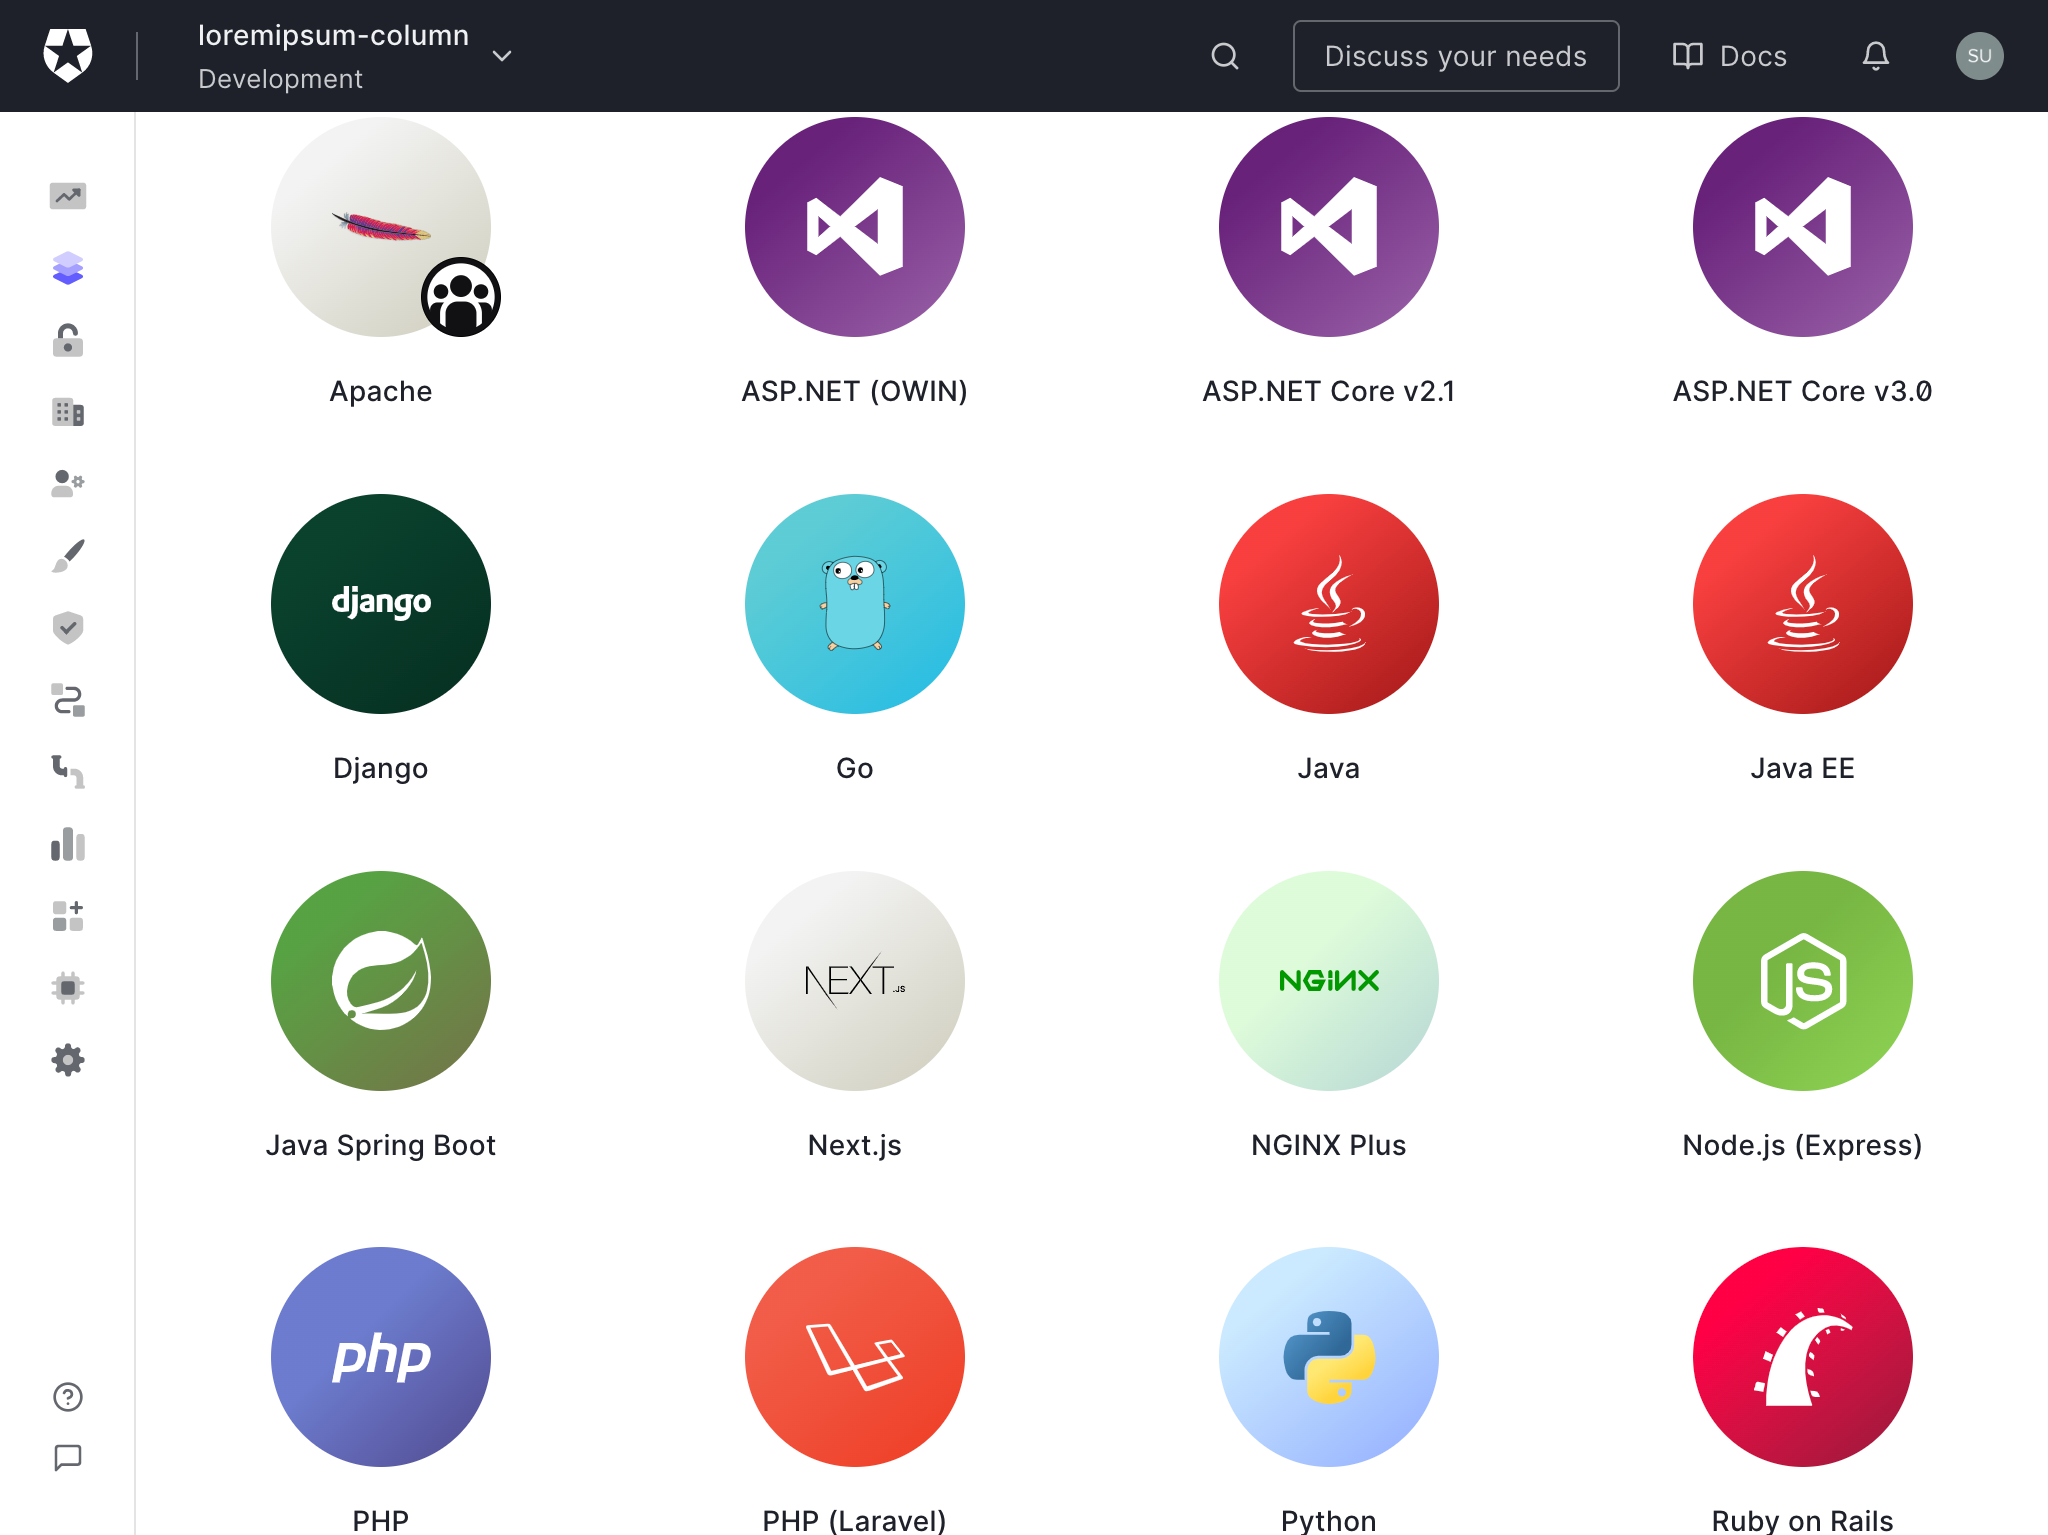 loremipsum-column
Development
Discuss your needs
Docs
SU
Apache
ASP.NET (OWIN)
ASP.NET Core v2.1
ASP.NET Core v3.0
django
Django
Go
Java
Java EE
NEXT.JS
NGINX
JS
Java Spring Boot
Next.js
NGINX Plus
Node.js (Express)
php
PHP
PHP (Laravel)
Python
Ruby on Rails